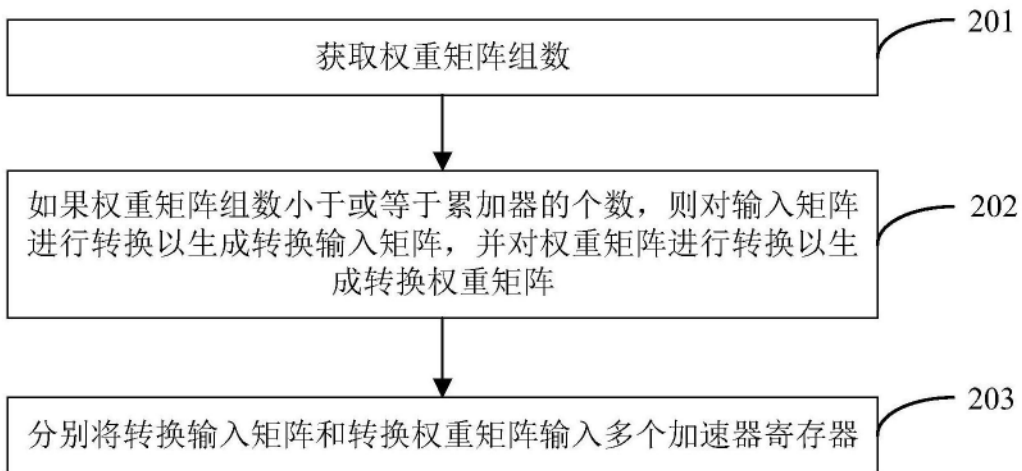 获取权重矩阵组数
201
如果权重矩阵组数小于或等于累加器的个数，则对输入矩阵
进行转换以生成转换输入矩阵，并对权重矩阵进行转换以生
成转换权重矩阵
202
分别将转换输入矩阵和转换权重矩阵输入多个加速器寄存器
203